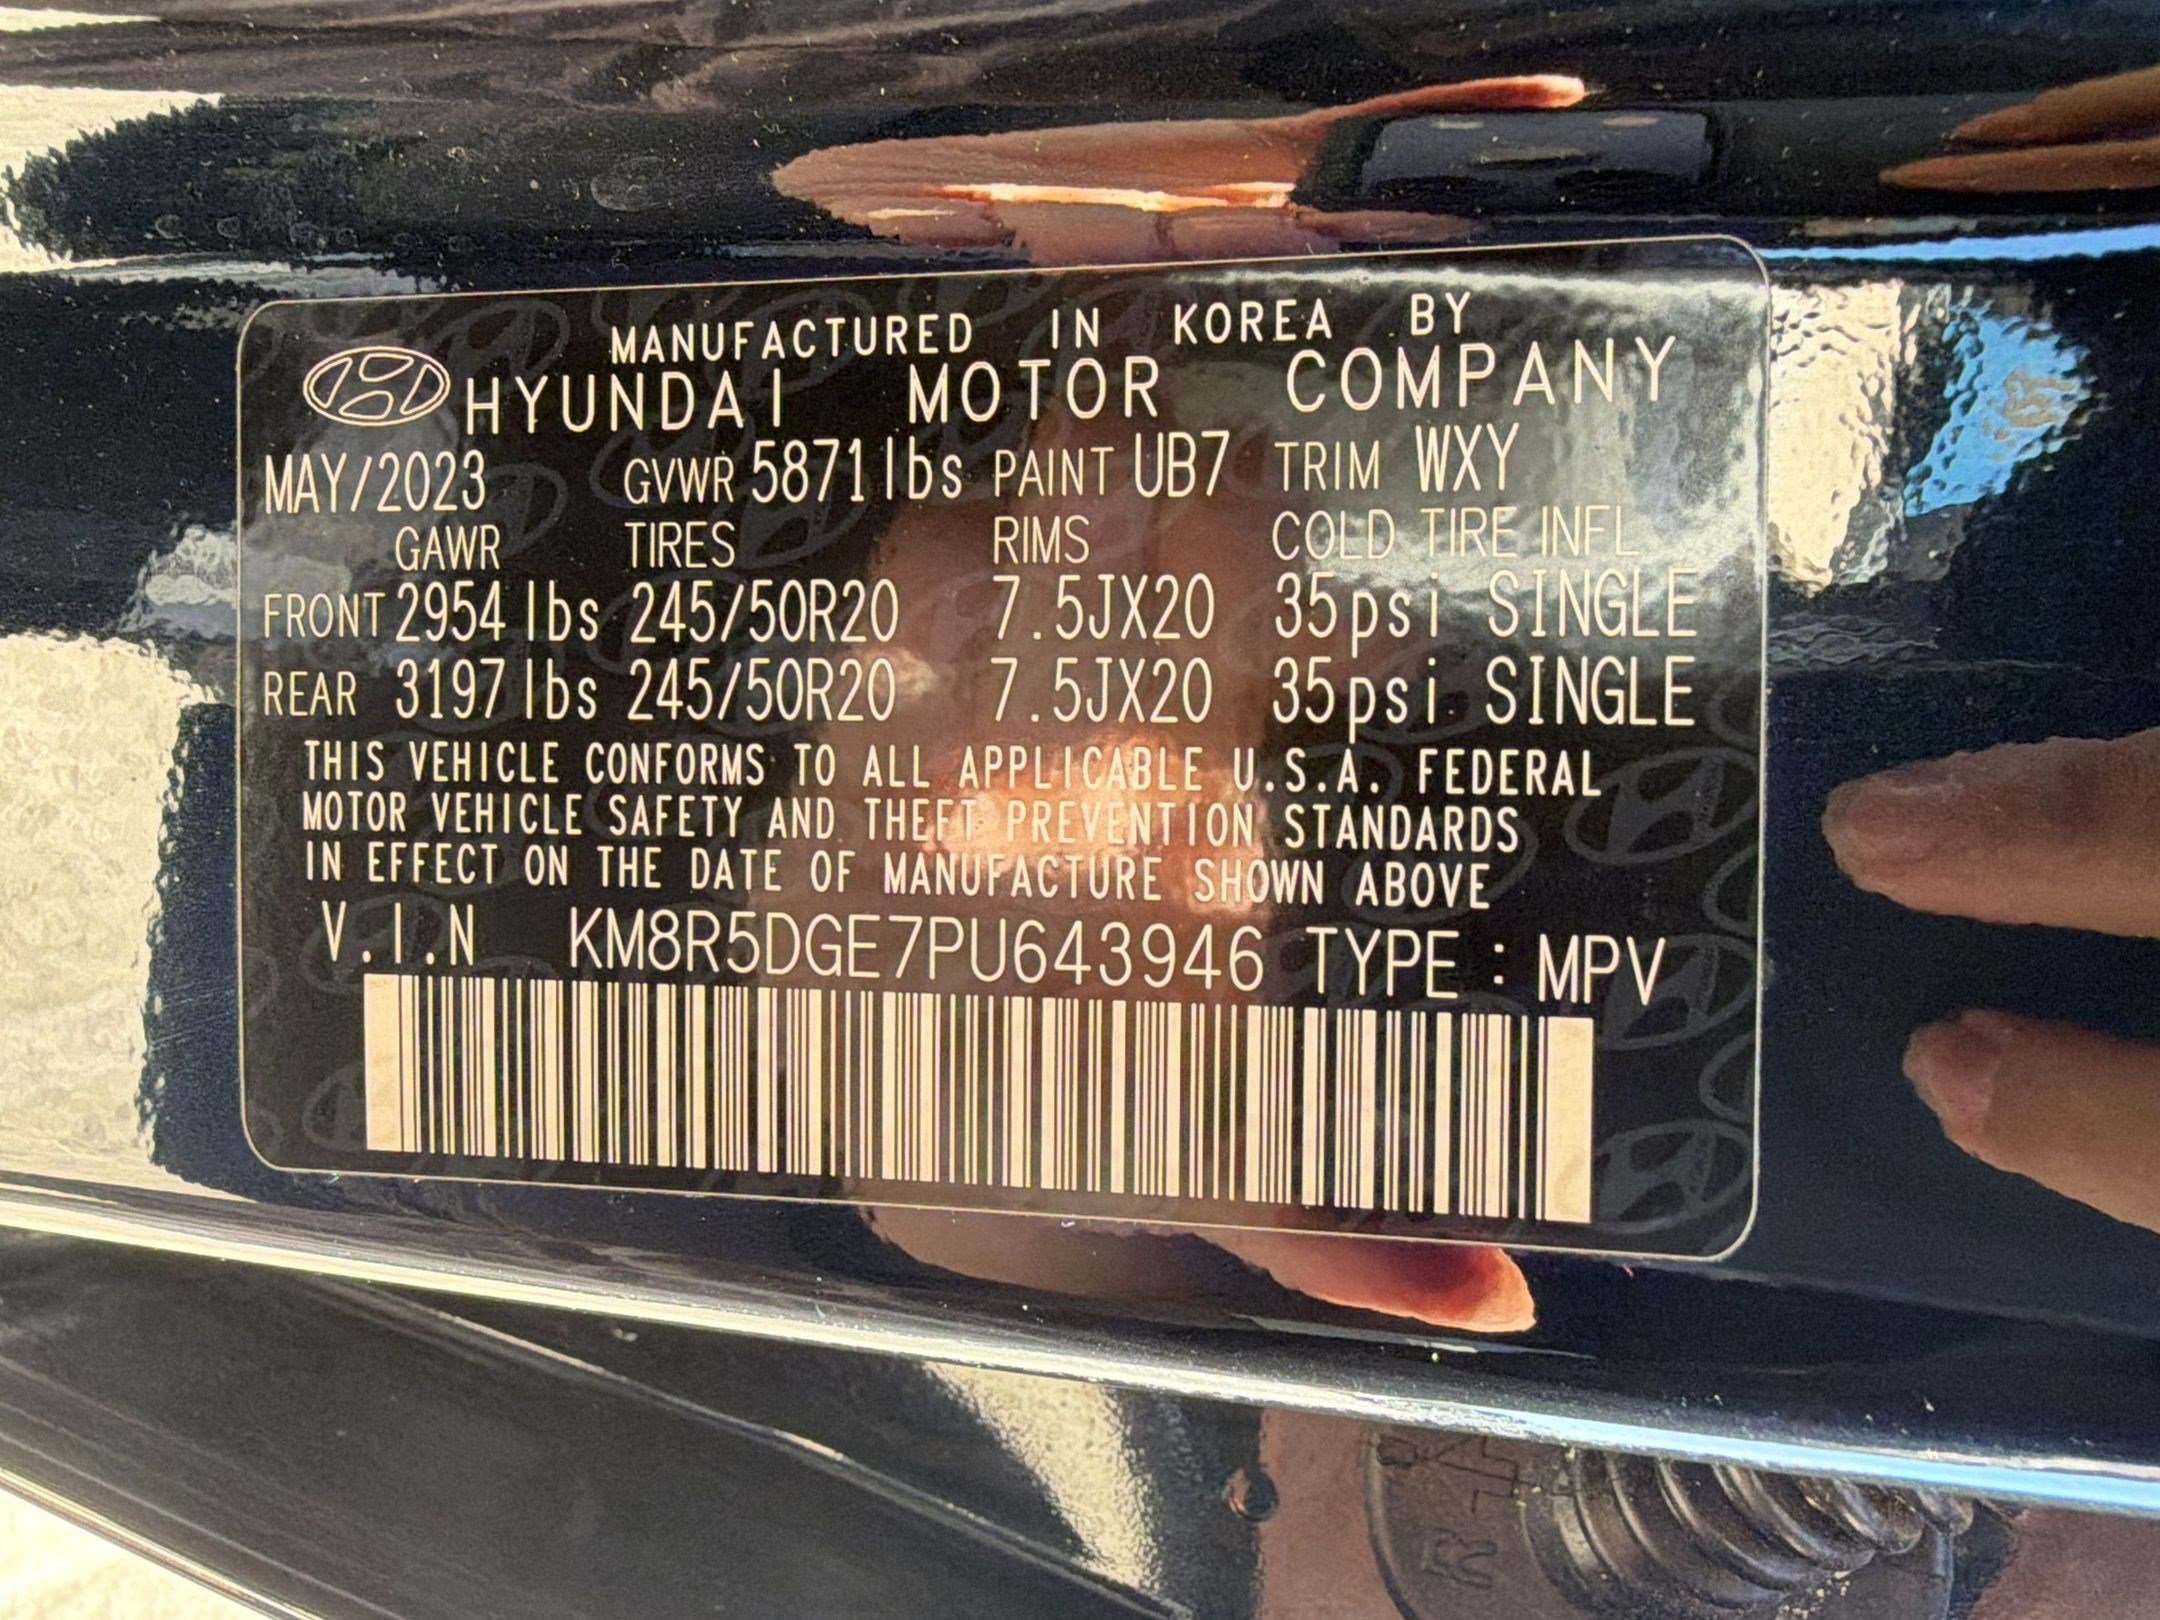 MANUFACTURED IN KOREA BY
HYUNDAI MOTOR COMPANY
MAY/2023 GVWR 5871lbs PAINT UB7 TRIM WXY
GAWR TIRES RIMS COLD TIRE INFL
FRONT 2954lbs 245/50R20 7.5JX20 35psi SINGLE
REAR 3197lbs 245/50R20 7.5JX20 35psi SINGLE
THIS VEHICLE CONFORMS TO ALL APPLICABLE U.S.A. FEDERAL
MOTOR VEHICLE SAFETY AND THEFT PREVENTION STANDARDS
IN EFFECT ON THE DATE OF MANUFACTURE SHOWN ABOVE
V.I.N KM8R5DGE7PU643946 TYPE : MPV